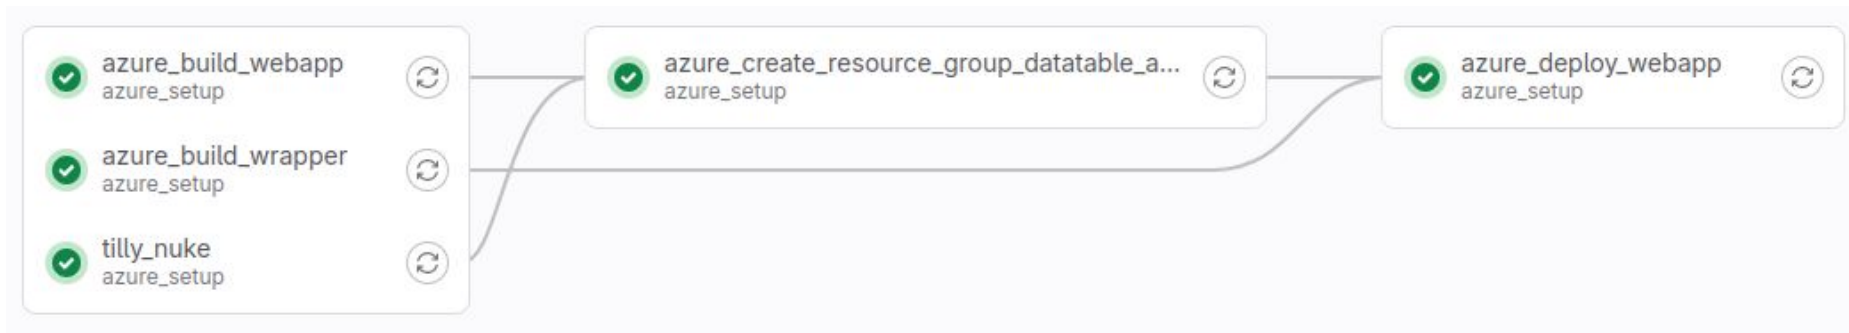 azure_build_webapp
azure_setup
azure_build_wrapper
azure_setup
tilly_nuke
azure_setup
azure_create_resource_group_datatable_a...
azure_setup
azure_deploy_webapp
azure_setup